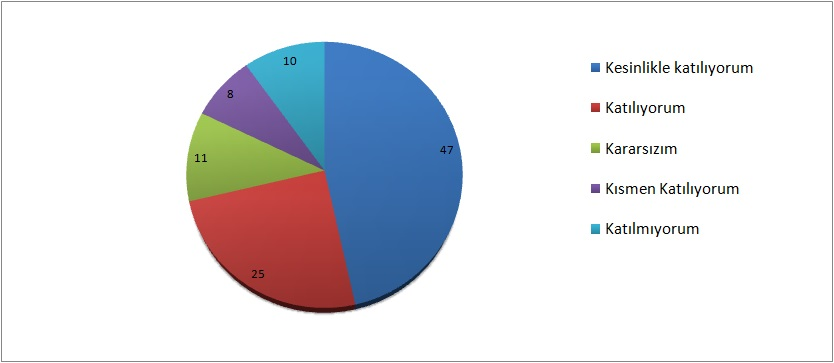 10
8
11
47
25
Kesinlikle katılıyorum
Katılıyorum
Kararsızım
Kısmen Katılıyorum
Katılmıyorum